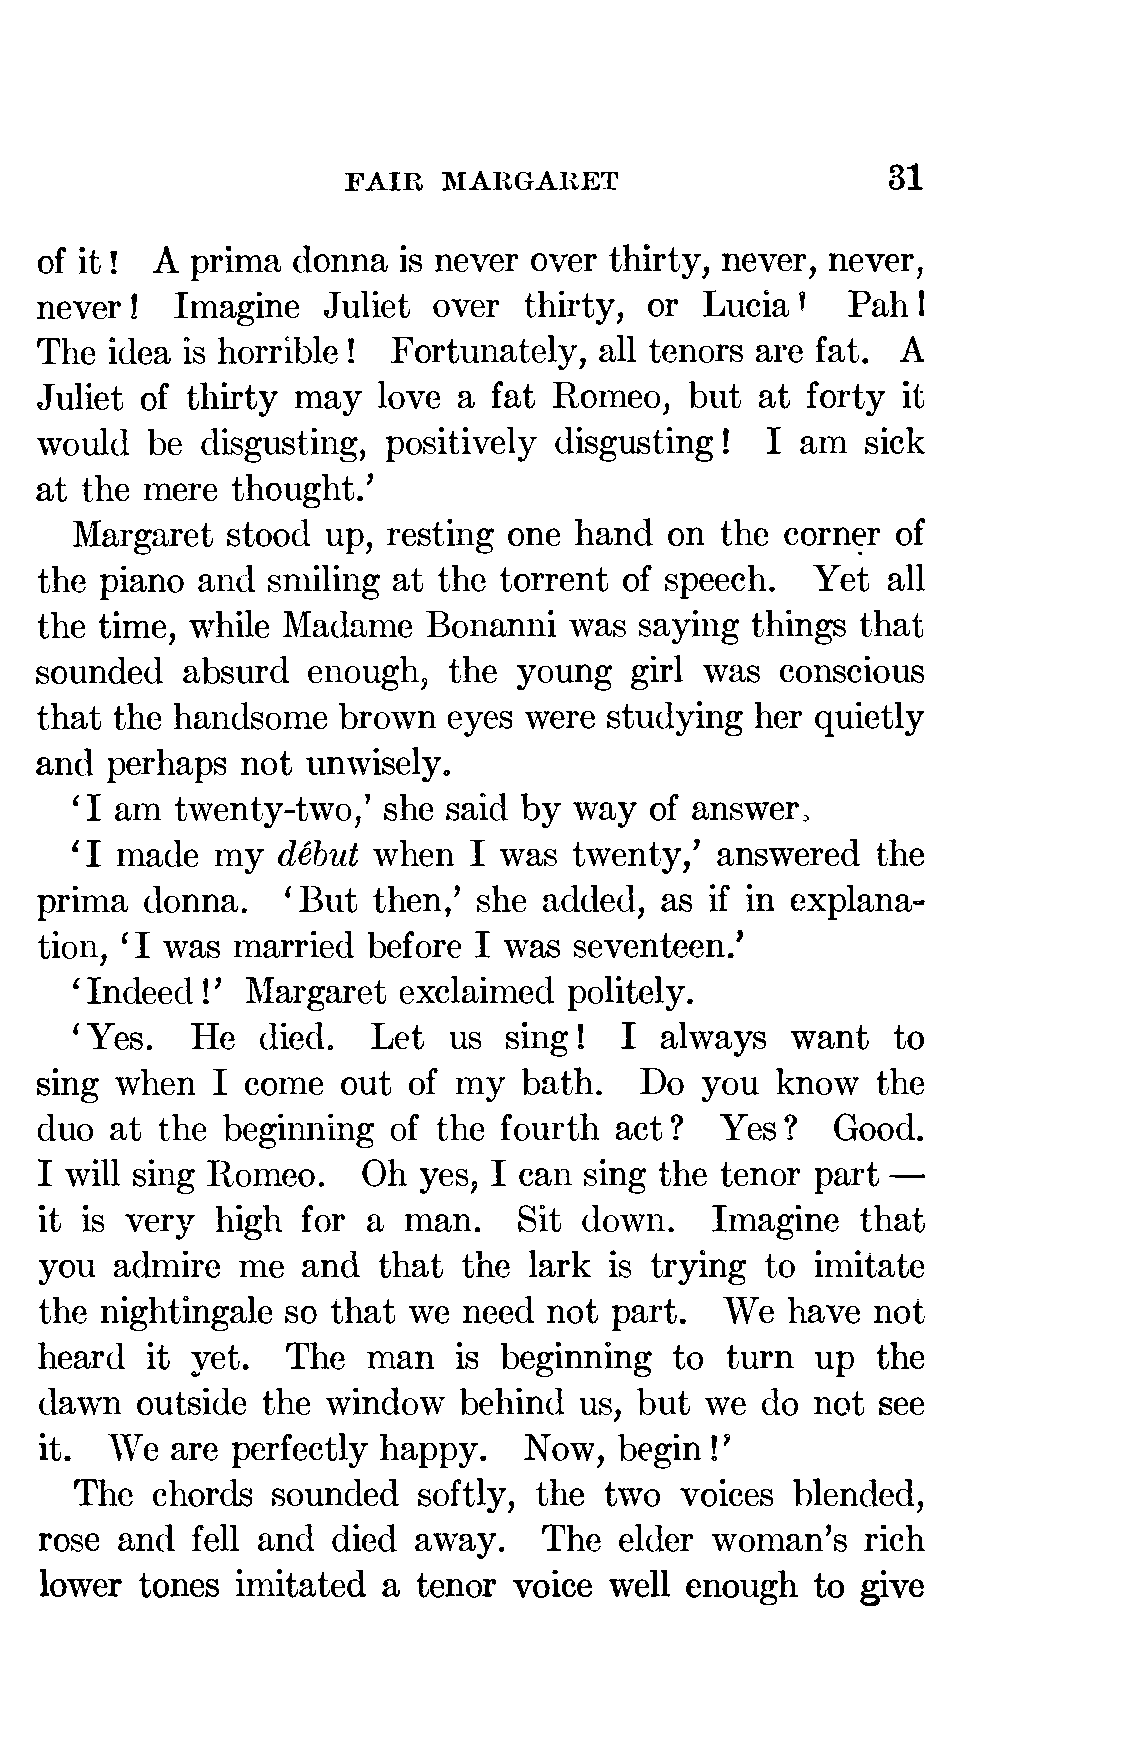 FAIR MARGARET 31
of it! A prima donna is never over thirty, never, never,
never! Imagine Juliet over thirty, or Lucia! Pah!
The idea is horrible! Fortunately, all tenors are fat. A
Juliet of thirty may love a fat Romeo, but at forty it
would be disgusting, positively disgusting! I am sick
at the mere thought.'
Margaret stood up, resting one hand on the corner of
the piano and smiling at the torrent of speech. Yet all
the time, while Madame Bonanni was saying things that
sounded absurd enough, the young girl was conscious
that the handsome brown eyes were studying her quietly
and perhaps not unwisely.
'I am twenty-two,' she said by way of answer.
'I made my début when I was twenty,' answered the
prima donna. 'But then,' she added, as if in explana-
tion, 'I was married before I was seventeen.'
'Indeed!' Margaret exclaimed politely.
'Yes. He died. Let us sing! I always want to
sing when I come out of my bath. Do you know the
duo at the beginning of the fourth act? Yes? Good.
I will sing Romeo. Oh yes, I can sing the tenor part —
it is very high for a man. Sit down. Imagine that
you admire me and that the lark is trying to imitate
the nightingale so that we need not part. We have not
heard it yet. The man is beginning to turn up the
dawn outside the window behind us, but we do not see
it. We are perfectly happy. Now, begin!'
The chords sounded softly, the two voices blended,
rose and fell and died away. The elder woman's rich
lower tones imitated a tenor voice well enough to give